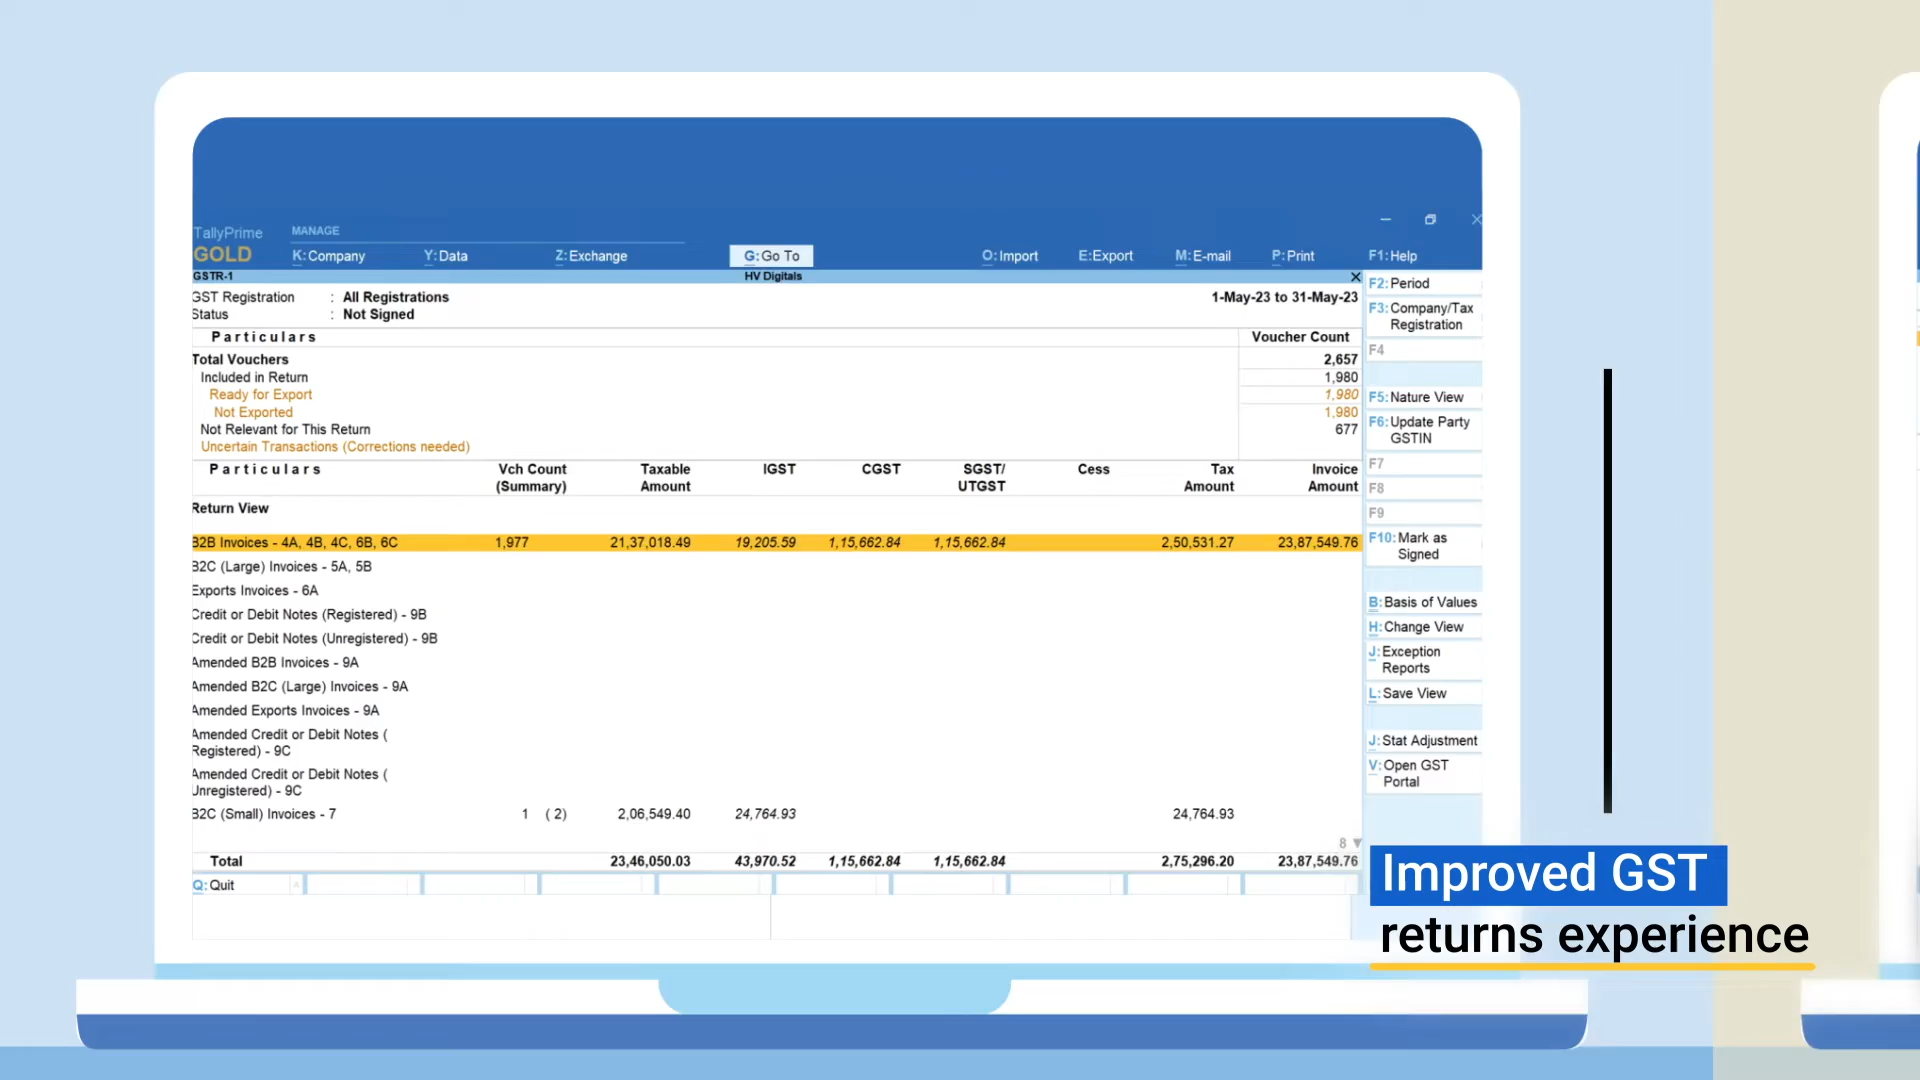 TallyPrime
GOLD
MANAGE
K:Company Y:Data Z:Exchange G:Go To O:Import E:Export M:E-mail P:Print F1:Help
GSTR-1 HV Digitals
GST Registration : All Registrations 1-May-23 to 31-May-23
Status : Not Signed
Particulars Voucher Count
Total Vouchers 2,657
Included in Return 1,980
Ready for Export 1,980
Not Exported 1,980
Not Relevant for This Return 677
Uncertain Transactions (Corrections needed)
Particulars Vch Count Taxable IGST CGST SGST/ Cess Tax Invoice
(Summary) Amount UTGST Amount Amount
Return View
B2B Invoices - 4A, 4B, 4C, 6B, 6C 1,977 21,37,018.49 19,205.59 1,15,662.84 1,15,662.84 2,50,531.27 23,87,549.76
B2C (Large) Invoices - 5A, 5B
Exports Invoices - 6A
Credit or Debit Notes (Registered) - 9B
Credit or Debit Notes (Unregistered) - 9B
Amended B2B Invoices - 9A
Amended B2C (Large) Invoices - 9A
Amended Exports Invoices - 9A
Amended Credit or Debit Notes (
Registered) - 9C
Amended Credit or Debit Notes (
Unregistered) - 9C
B2C (Small) Invoices - 7 1 ( 2) 2,06,549.40 24,764.93 24,764.93
8
Total 23,46,050.03 43,970.52 1,15,662.84 1,15,662.84 2,75,296.20 23,87,549.76
Q:Quit
F2:Period
F3:Company/Tax
Registration
F4
F5:Nature View
F6:Update Party
GSTIN
F7
F8
F9
F10:Mark as
Signed
B:Basis of Values
H:Change View
J:Exception
Reports
L:Save View
J:Stat Adjustment
V:Open GST
Portal
Improved GST
returns experience